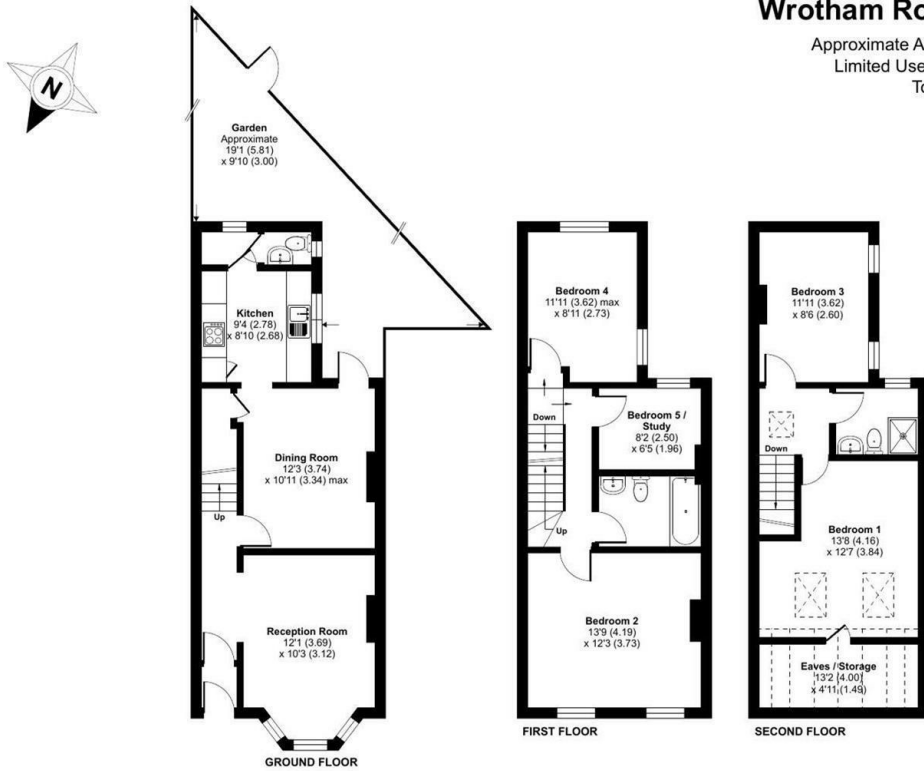 Wrotham
Approximate
Limited Use
N
Garden
Approximate
19'1 (5.81)
x 9'10 (3.00)
Kitchen
9'4 (2.78)
x 8'10 (2.68)
Dining Room
12'3 (3.74)
x 10'11 (3.34) max
Up
Reception Room
12'1 (3.69)
x 10'3 (3.12)
GROUND FLOOR
Bedroom 4
11'11 (3.62) max
x 8'11 (2.73)
Down
Bedroom 5 /
Study
8'2 (2.50)
x 6'5 (1.96)
Up
Bedroom 2
13'9 (4.19)
x 12'3 (3.73)
FIRST FLOOR
Bedroom 3
11'11 (3.62)
x 8'6 (2.60)
Down
Bedroom 1
13'8 (4.16)
x 12'7 (3.84)
Eaves / Storage
13'2 (4.00)
x 4'11 (1.49)
SECOND FLOOR